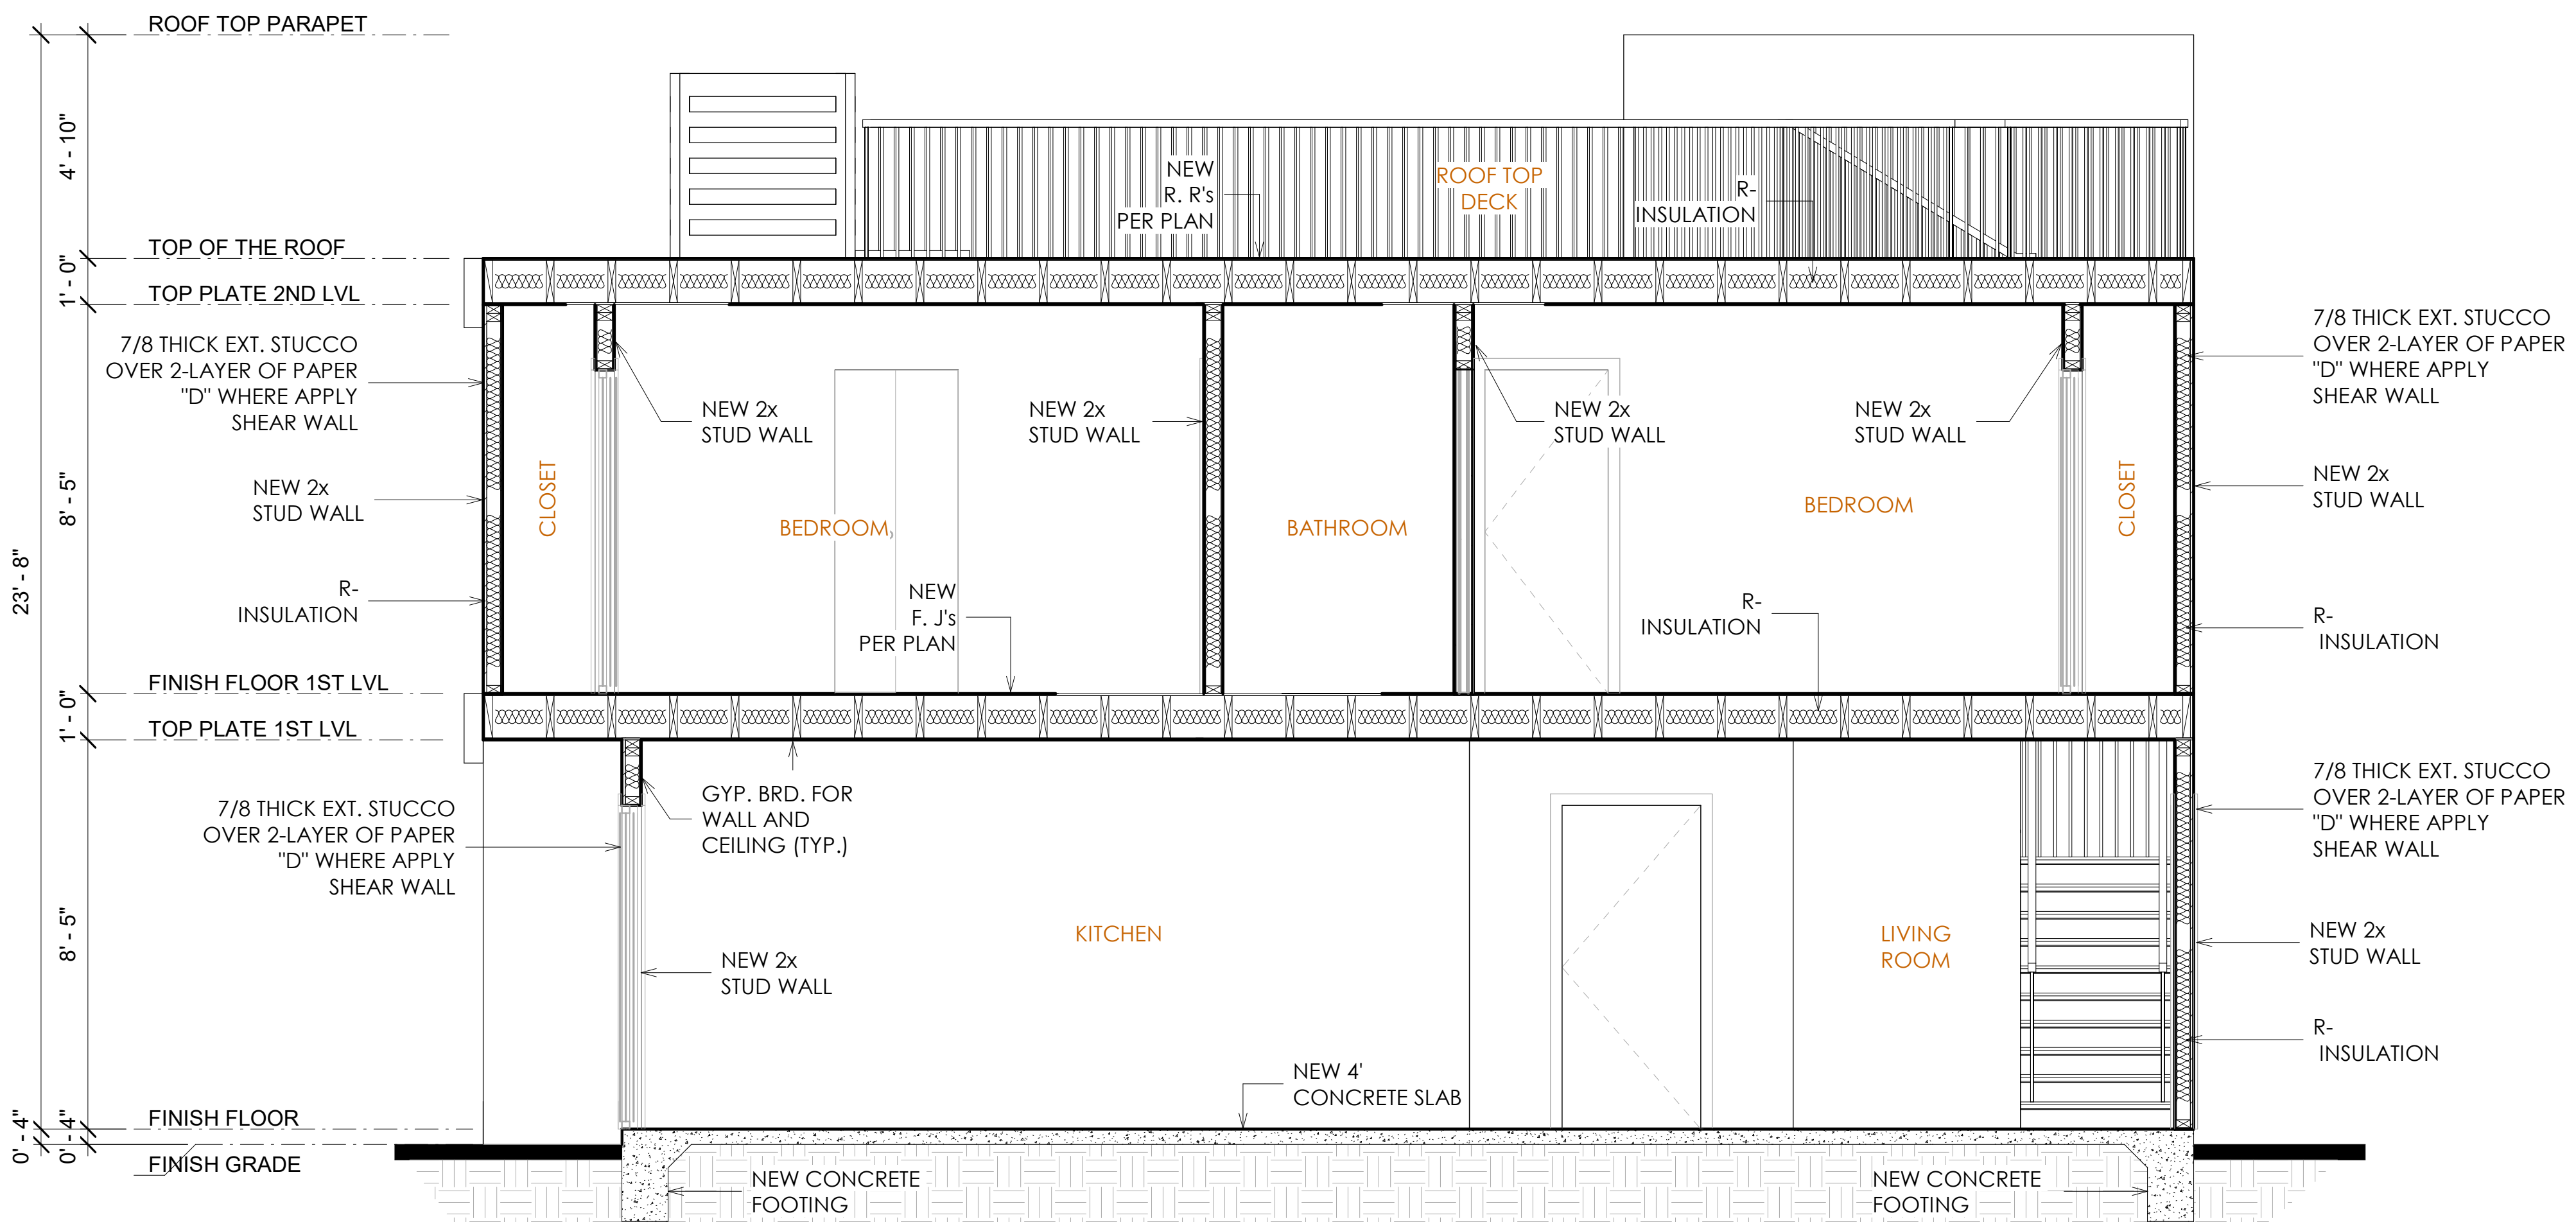 ROOF TOP PARAPET
4' - 10"
NEW
R. R's
PER PLAN
ROOF TOP
DECK
R-
INSULATION
TOP OF THE ROOF
1' - 0"
TOP PLATE 2ND LVL
7/8 THICK EXT. STUCCO
OVER 2-LAYER OF PAPER
"D" WHERE APPLY
SHEAR WALL
NEW 2x
STUD WALL
NEW 2x
STUD WALL
NEW 2x
STUD WALL
NEW 2x
STUD WALL
7/8 THICK EXT. STUCCO
OVER 2-LAYER OF PAPER
"D" WHERE APPLY
SHEAR WALL
8' - 5"
NEW 2x
STUD WALL
CLOSET
BEDROOM
BATHROOM
BEDROOM
CLOSET
NEW 2x
STUD WALL
23' - 8"
R-
INSULATION
NEW
F. J's
PER PLAN
R-
INSULATION
R-
INSULATION
FINISH FLOOR 1ST LVL
1' - 0"
TOP PLATE 1ST LVL
7/8 THICK EXT. STUCCO
OVER 2-LAYER OF PAPER
"D" WHERE APPLY
SHEAR WALL
GYP. BRD. FOR
WALL AND
CEILING (TYP.)
7/8 THICK EXT. STUCCO
OVER 2-LAYER OF PAPER
"D" WHERE APPLY
SHEAR WALL
8' - 5"
NEW 2x
STUD WALL
KITCHEN
LIVING
ROOM
NEW 2x
STUD WALL
NEW 4'
CONCRETE SLAB
R-
INSULATION
FINISH FLOOR
0' - 4"
0' - 4"
FINISH GRADE
NEW CONCRETE
FOOTING
NEW CONCRETE
FOOTING